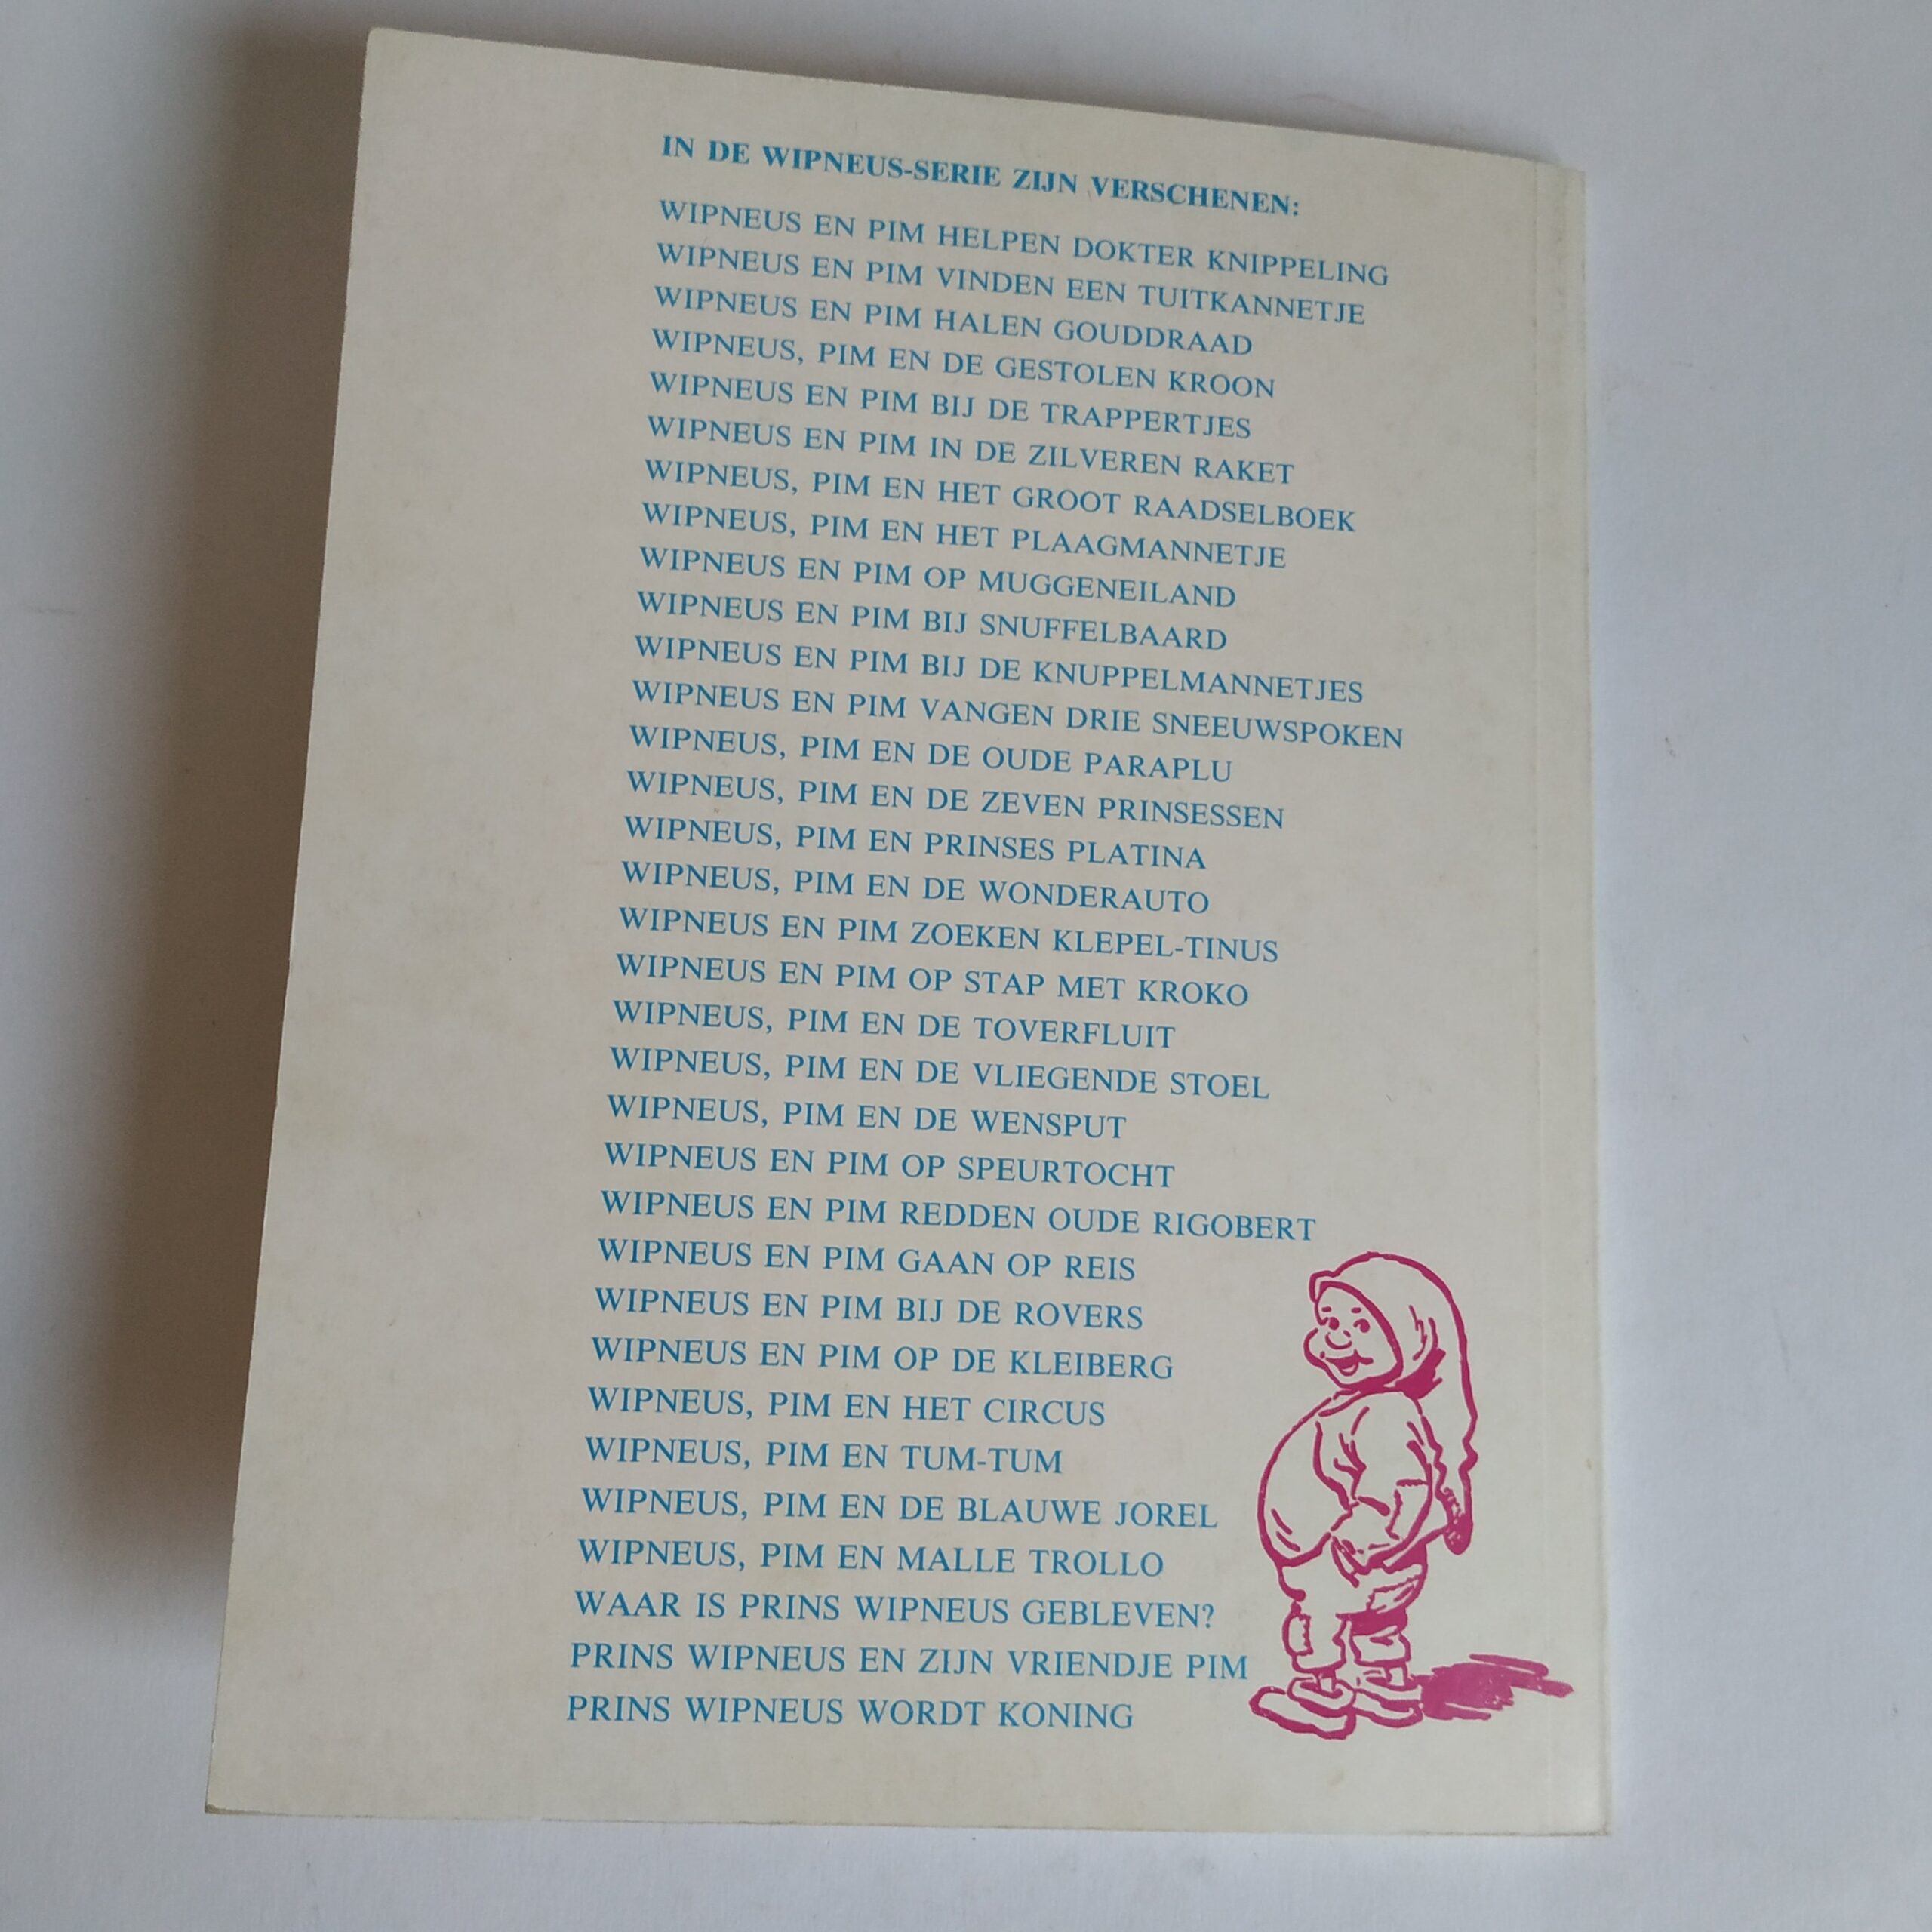 IN DE WIPNEUS-SERIE ZIJN VERSCHENEN:
WIPNEUS EN PIM HELPEN DOKTER KNIPPELING
WIPNEUS EN PIM VINDEN EEN TUITKANNETJE
WIPNEUS EN PIM HALEN GOUDDRAAD
WIPNEUS, PIM EN DE GESTOLEN KROON
WIPNEUS EN PIM BIJ DE TRAPPERTJES
WIPNEUS EN PIM IN DE ZILVEREN RAKET
WIPNEUS, PIM EN HET GROOT RAADSELBOEK
WIPNEUS, PIM EN HET PLAAGMANNETJE
WIPNEUS EN PIM OP MUGGENEILAND
WIPNEUS EN PIM BIJ SNUFFELBAARD
WIPNEUS EN PIM BIJ DE KNUPPELMANNETJES
WIPNEUS EN PIM VANGEN DRIE SNEEUWSPOKEN
WIPNEUS, PIM EN DE OUDE PARAPLU
WIPNEUS, PIM EN DE ZEVEN PRINSESSEN
WIPNEUS, PIM EN PRINSES PLATINA
WIPNEUS, PIM EN DE WONDERAUTO
WIPNEUS EN PIM ZOEKEN KLEPEL-TINUS
WIPNEUS EN PIM OP STAP MET KROKO
WIPNEUS, PIM EN DE TOVERFLUIT
WIPNEUS, PIM EN DE VLIEGENDE STOEL
WIPNEUS, PIM EN DE WENSPUT
WIPNEUS EN PIM OP SPEURTOCHT
WIPNEUS EN PIM REDDEN OUDE RIGOBERT
WIPNEUS EN PIM GAAN OP REIS
WIPNEUS EN PIM BIJ DE ROVERS
WIPNEUS EN PIM OP DE KLEIBERG
WIPNEUS, PIM EN HET CIRCUS
WIPNEUS, PIM EN TUM-TUM
WIPNEUS, PIM EN DE BLAUWE JOREL
WIPNEUS, PIM EN MALLE TROLLO
WAAR IS PRINS WIPNEUS GEBLEVEN?
PRINS WIPNEUS EN ZIJN VRIENDJE PIM
PRINS WIPNEUS WORDT KONING